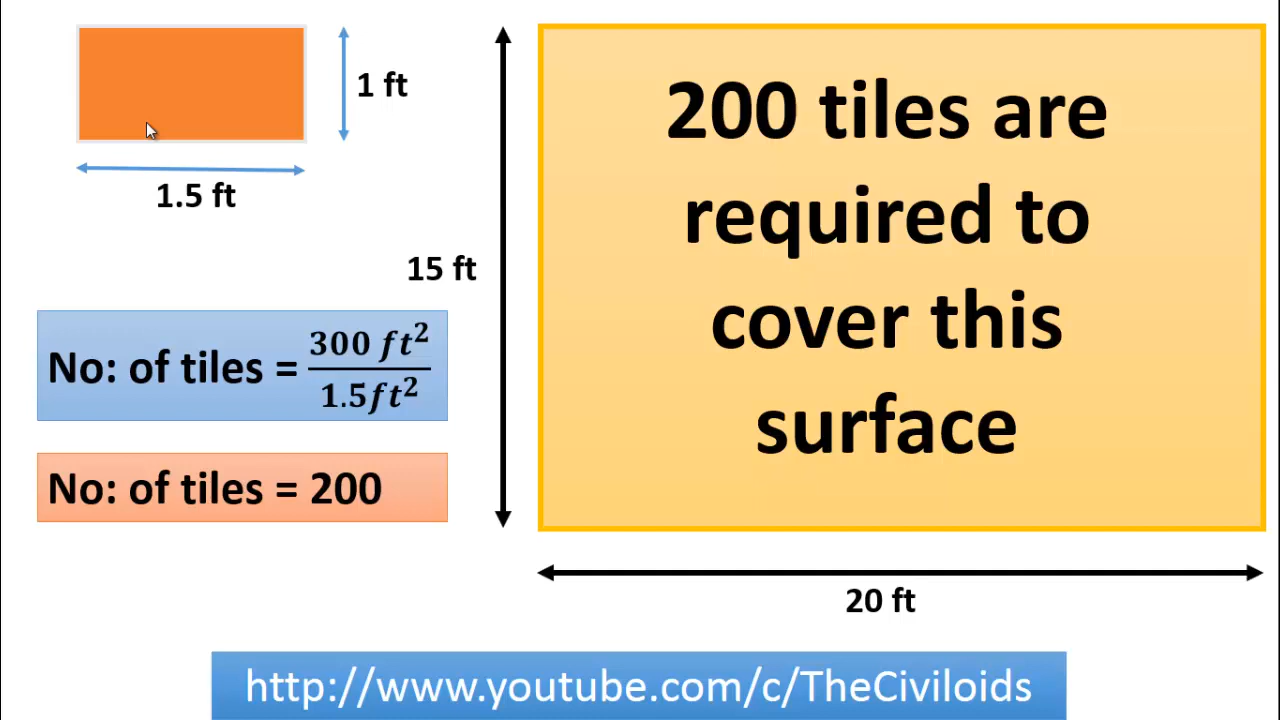 1 ft
1.5 ft
15 ft
No: of tiles = 300 ft² / 1.5ft²
No: of tiles = 200
200 tiles are
required to
cover this
surface
20 ft
http://www.youtube.com/c/TheCiviloids